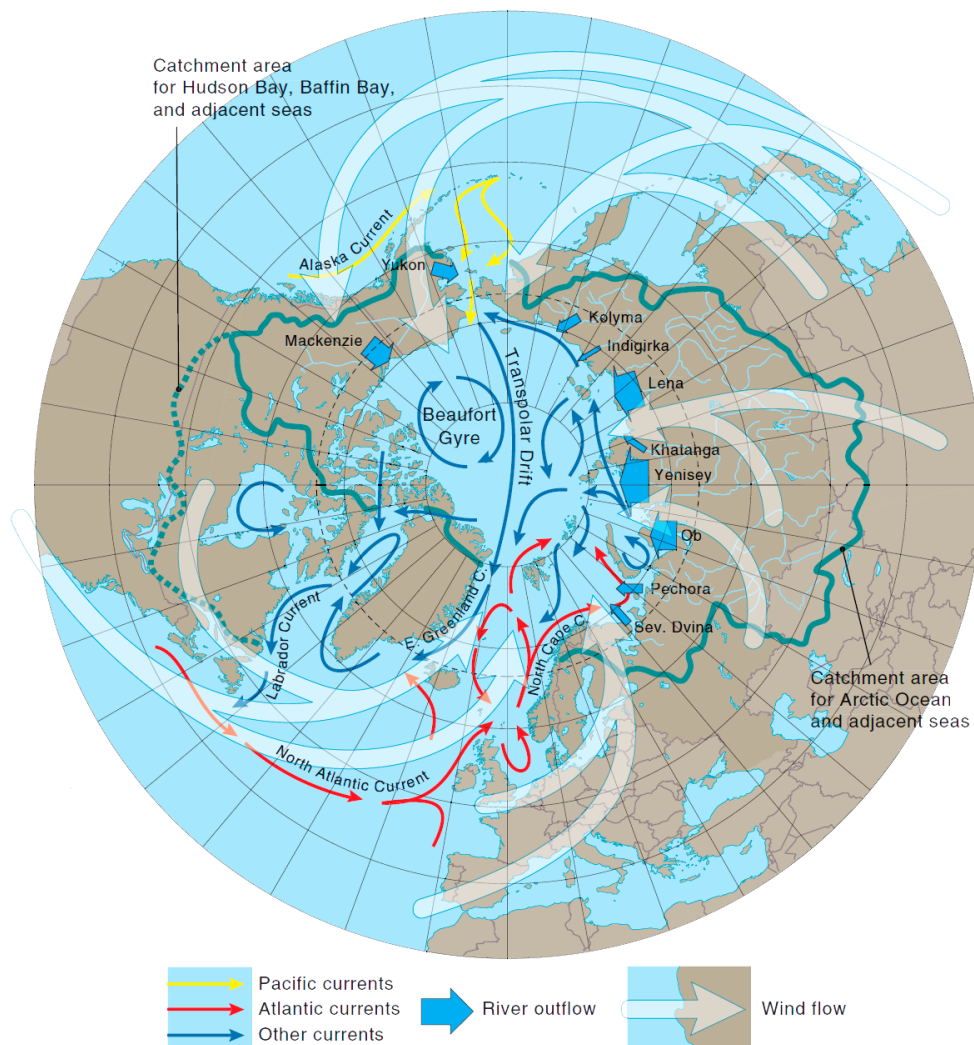 Catchment area
for Hudson Bay, Baffin Bay,
and adjacent seas
Alaska Current
Yukon
Mackenzie
Kolyma
Indigirka
Lena
Transpolar Drift
Beaufort
Gyre
Khatanga
Yenisey
Ob
Pechora
Sev. Dvina
E. Greenland C.
North Cape C.
Labrador Current
North Atlantic Current
Catchment area
for Arctic Ocean
and adjacent seas
Pacific currents
Atlantic currents
Other currents
River outflow
Wind flow